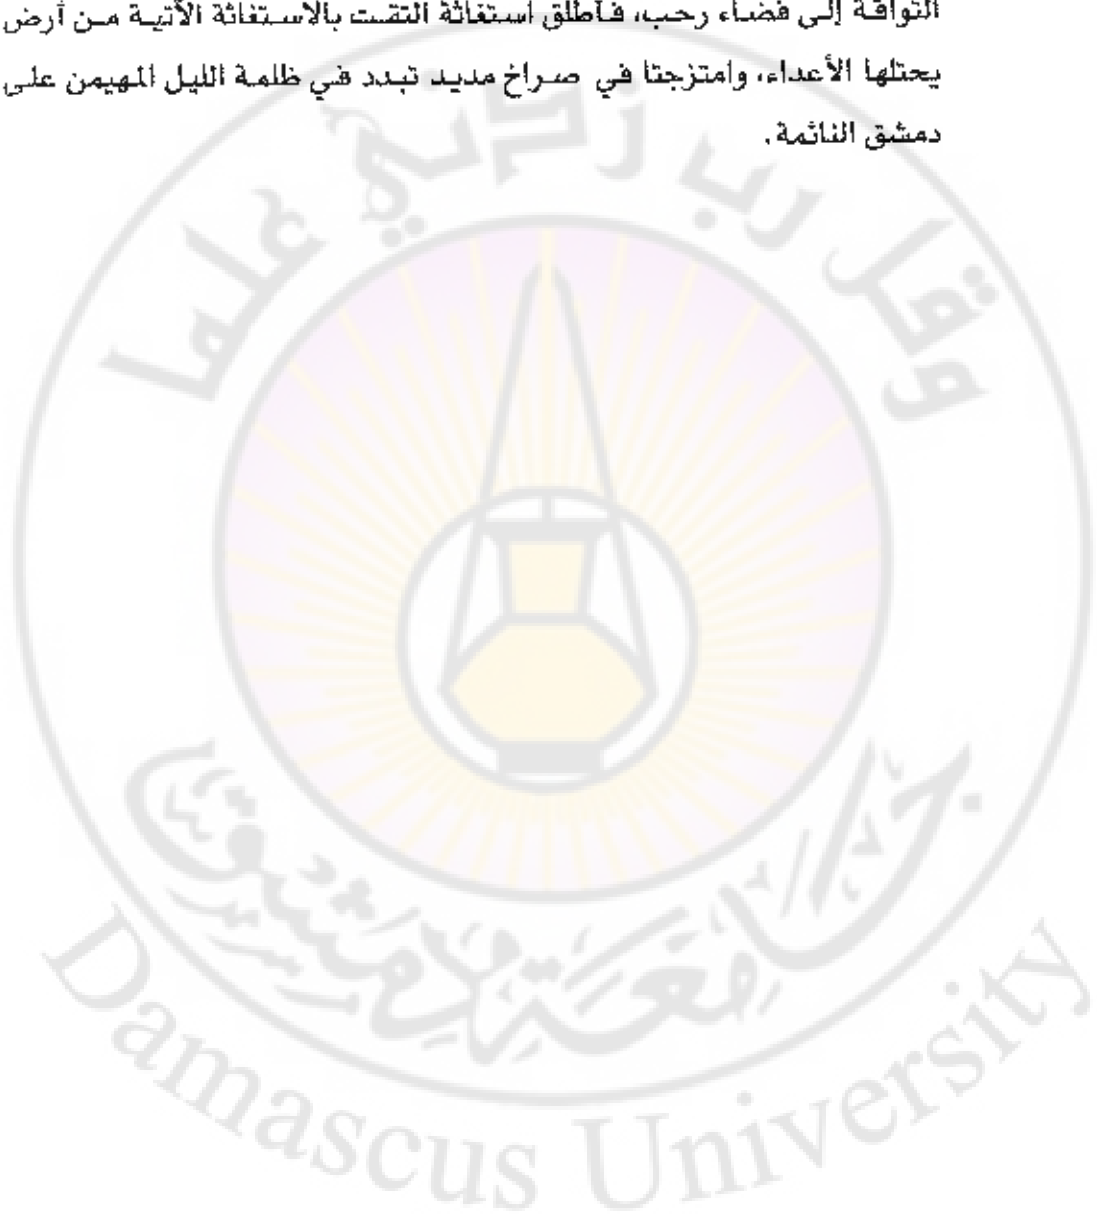 التواقة إلى فضاء رحب، فأطلق استغاثة التقت بالاستغاثة الآتية من أرض
يحتلها الأعداء، وامتزجتا في صراخ مديد تبدد في ظلمة الليل المهيمن على
دمشق النائمة.
وقل رب زدني علما
جامعة دمشق
Damascus University